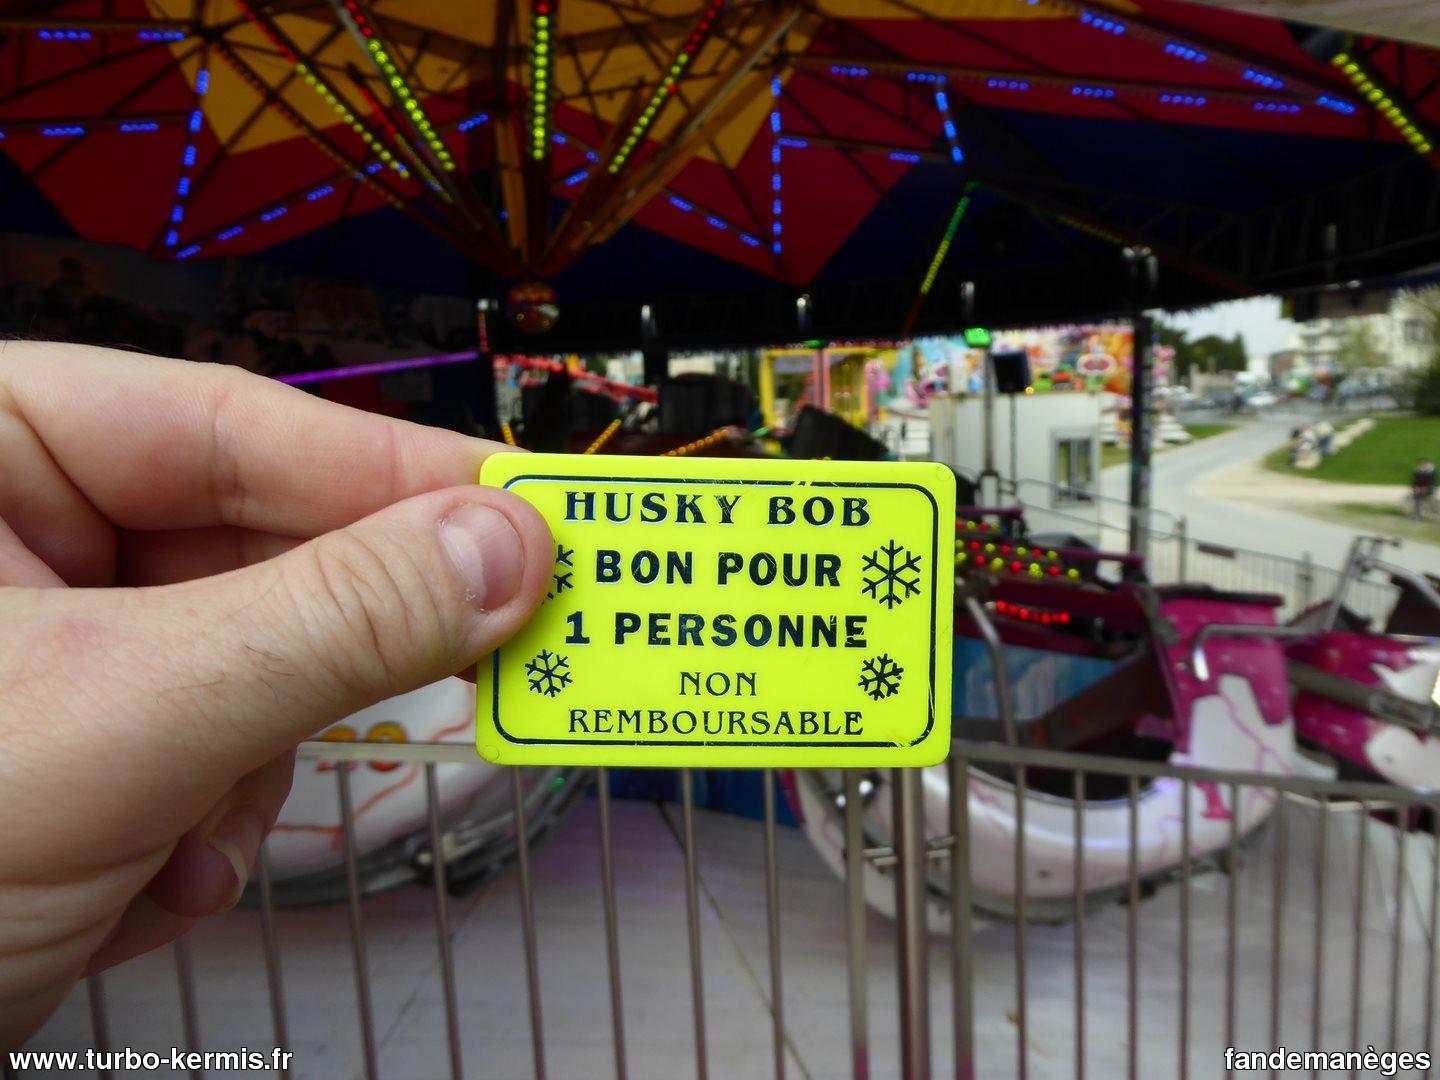 HUSKY BOB
BON POUR
1 PERSONNE
NON
REMBOURSABLE
www.turbo-kermis.fr
fandemanèges